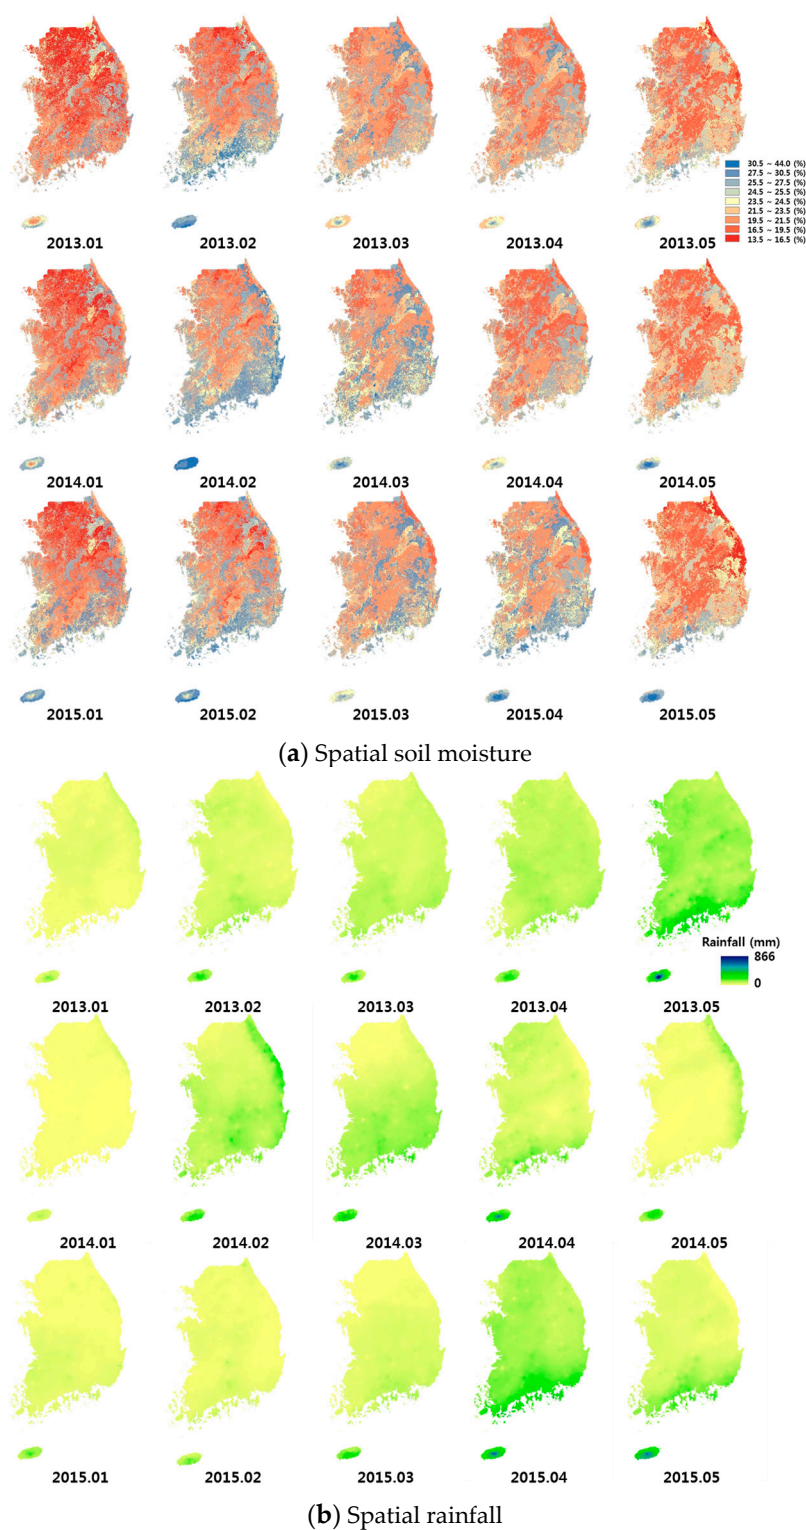 30.5 ~ 44.0 (%)
27.5 ~ 30.5 (%)
25.5 ~ 27.5 (%)
24.5 ~ 25.5 (%)
23.5 ~ 24.5 (%)
21.5 ~ 23.5 (%)
19.5 ~ 21.5 (%)
16.5 ~ 19.5 (%)
13.5 ~ 16.5 (%)
2013.01 2013.02 2013.03 2013.04 2013.05
2014.01 2014.02 2014.03 2014.04 2014.05
2015.01 2015.02 2015.03 2015.04 2015.05
(a) Spatial soil moisture
Rainfall (mm)
866
0
2013.01 2013.02 2013.03 2013.04 2013.05
2014.01 2014.02 2014.03 2014.04 2014.05
2015.01 2015.02 2015.03 2015.04 2015.05
(b) Spatial rainfall